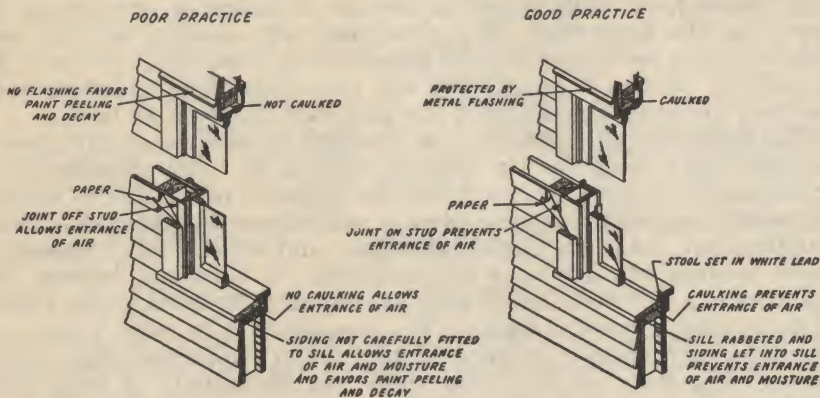 POOR PRACTICE
NO FLASHING FAVORS
PAINT PEELING
AND DECAY
NOT CAULKED
PAPER
JOINT OFF STUD
ALLOWS ENTRANCE
OF AIR
NO CAULKING ALLOWS
ENTRANCE OF AIR
SIDING NOT CAREFULLY FITTED
TO SILL ALLOWS ENTRANCE
OF AIR AND MOISTURE
AND FAVORS PAINT PEELING
AND DECAY
GOOD PRACTICE
PROTECTED BY
METAL FLASHING
CAULKED
PAPER
JOINT ON STUD PREVENTS
ENTRANCE OF AIR
STOOL SET IN WHITE LEAD
CAULKING PREVENTS
ENTRANCE OF AIR
SILL RABBETED AND
SIDING LET INTO SILL
PREVENTS ENTRANCE
OF AIR AND MOISTURE